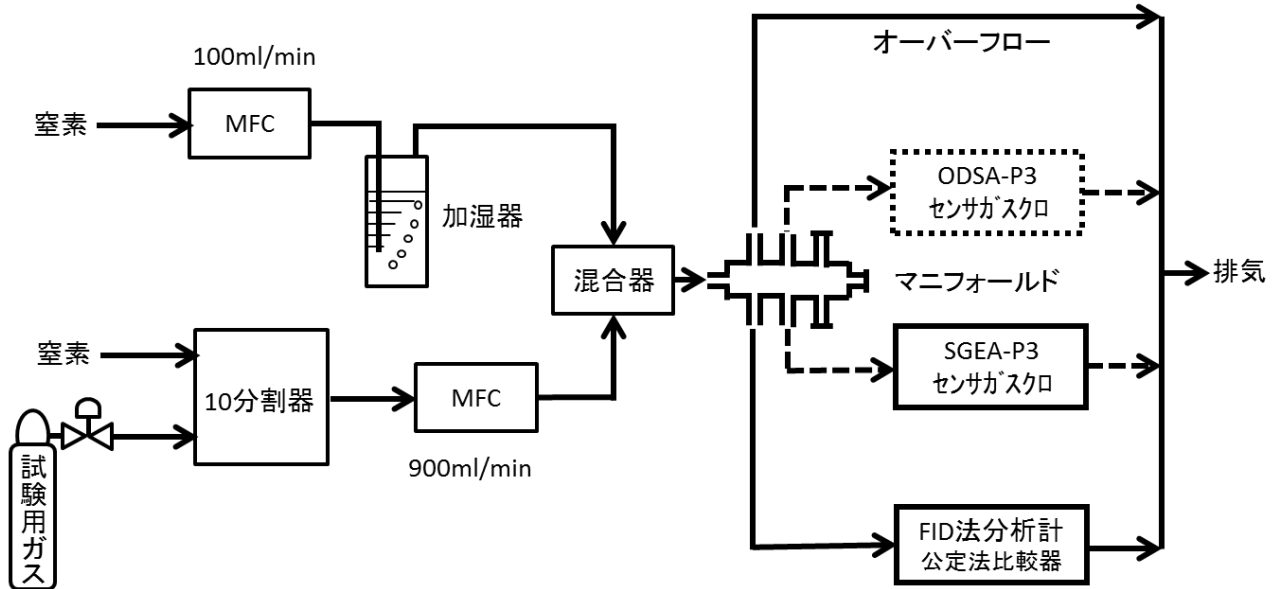 オーバーフロー
100ml/min
窒素
MFC
加湿器
ODSA-P3
センサガスクロ
混合器
マニフォールド
排気
窒素
10分割器
MFC
900ml/min
SGEA-P3
センサガスクロ
試験用ガス
FID法分析計
公定法比較器